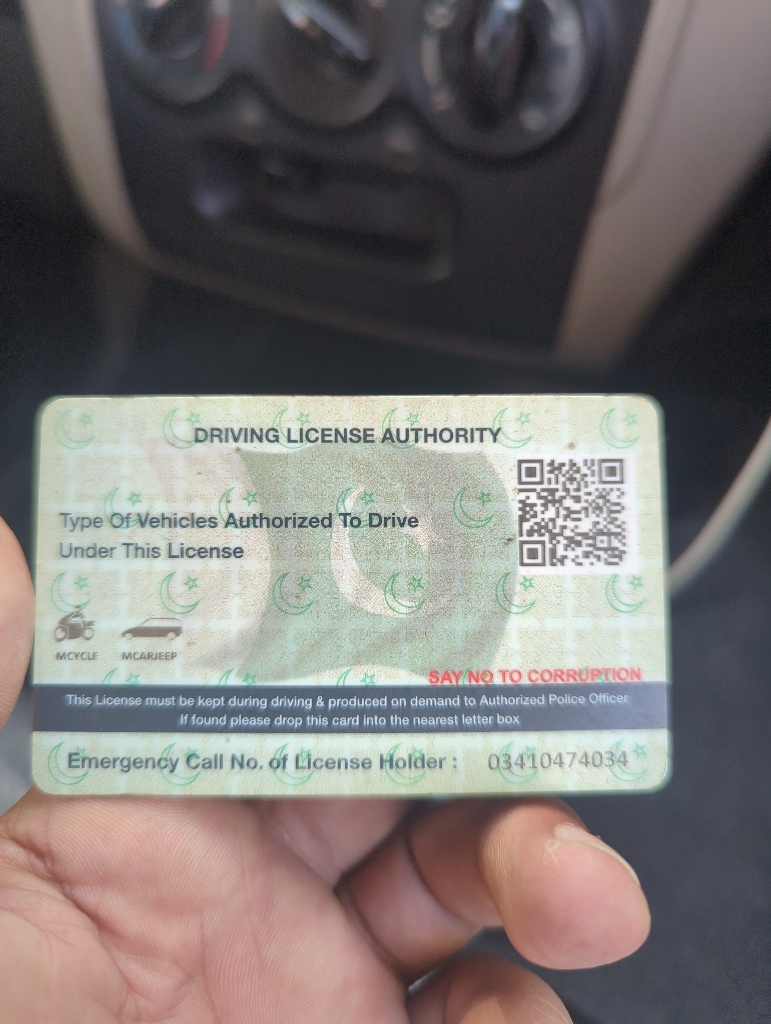 DRIVING LICENSE AUTHORITY
Type Of Vehicles Authorized To Drive
Under This License
MCYCLE MCARJEEP
SAY NO TO CORRUPTION
This License must be kept during driving & produced on demand to Authorized Police Officer
If found please drop this card into the nearest letter box
Emergency Call No. of License Holder : 03410474034